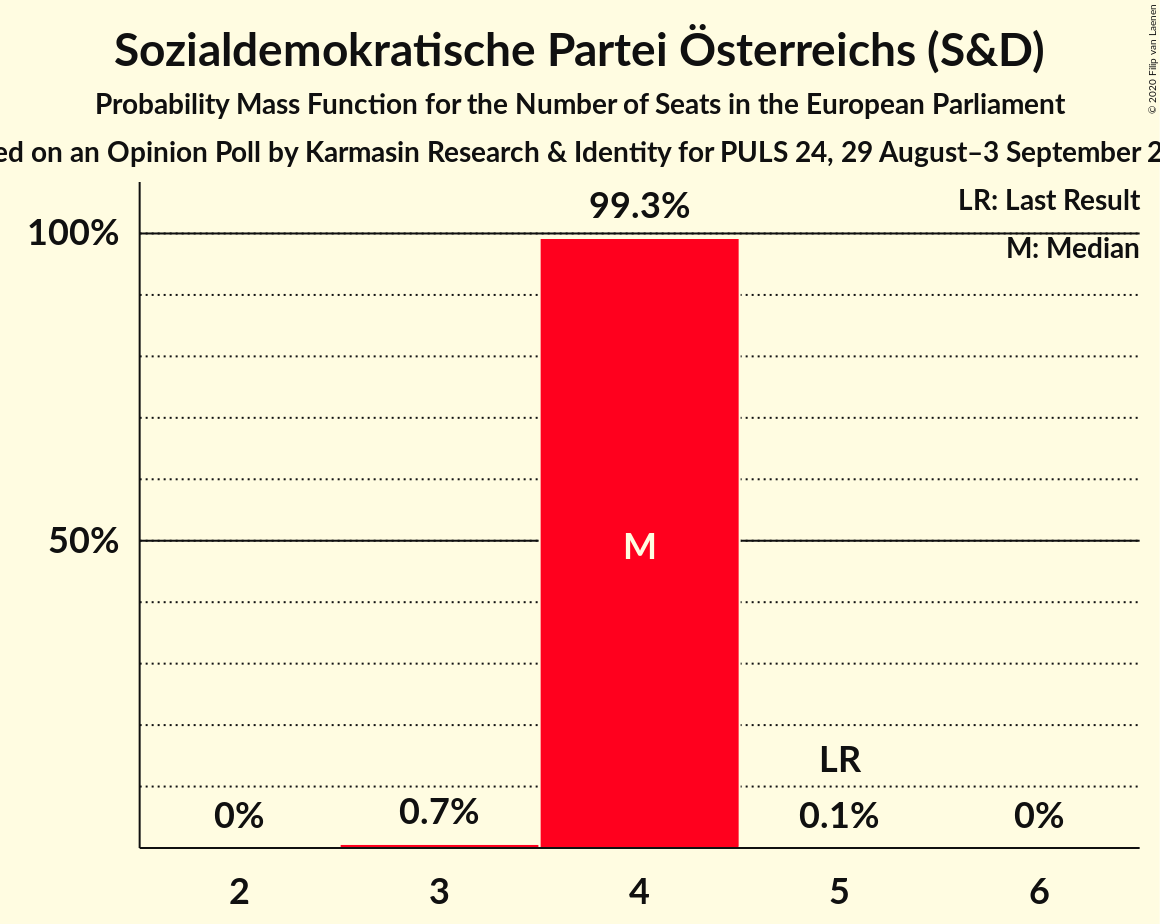 Sozialdemokratische Partei Österreichs (S&D)
Probability Mass Function for the Number of Seats in the European Parliament
on an Opinion Poll by Karmasin Research & Identity for PULS 24, 29 August–3 September
© 2020 Filip van Laenen
LR: Last Result
M: Median
99.3%
100%
50%
M
LR
0%
0.7%
0.1%
0%
2
3
4
5
6